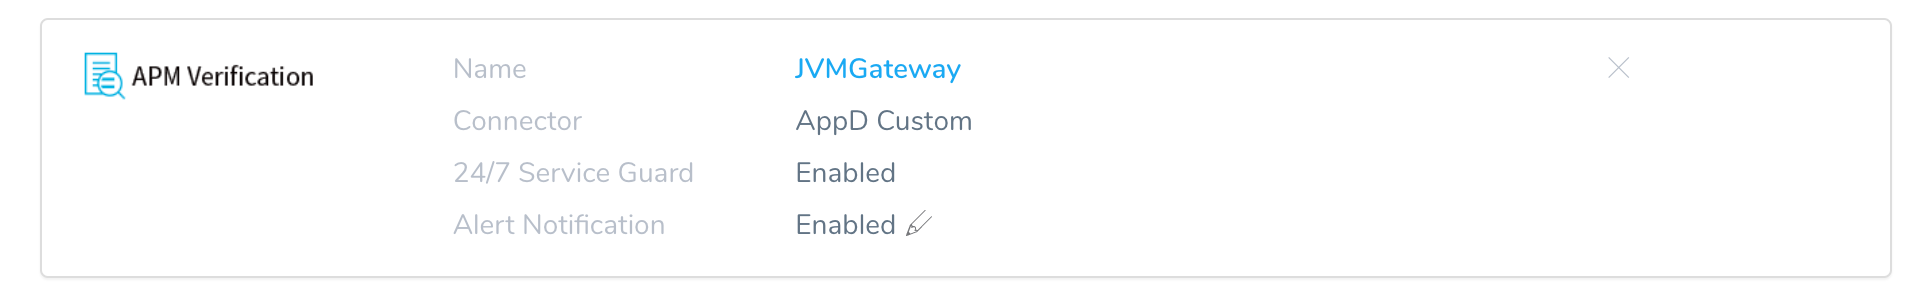 APM Verification
Name JVMGateway
Connector AppD Custom
24/7 Service Guard Enabled
Alert Notification Enabled